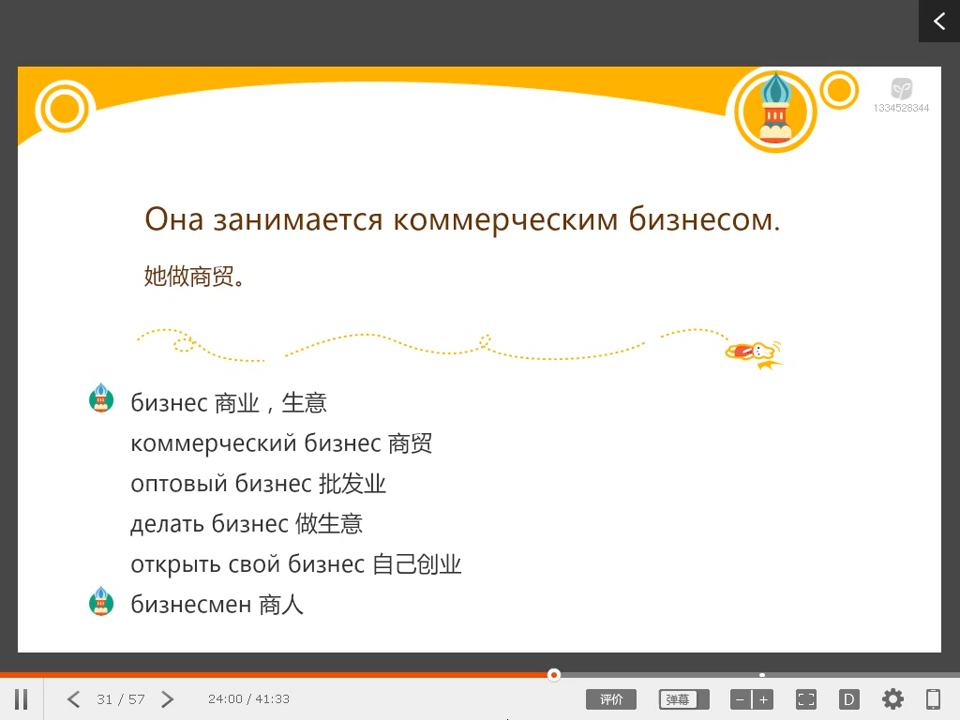 1334528344
Она занимается коммерческим бизнесом.
她做商贸。
бизнес 商业，生意
коммерческий бизнес 商贸
оптовый бизнес 批发业
делать бизнес 做生意
открыть свой бизнес 自己创业
бизнесмен 商人
31 / 57 24:00 / 41:33 评价 弹幕 D